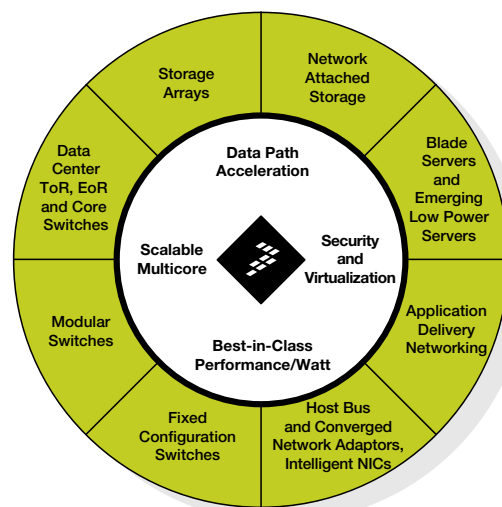 Storage
Arrays
Network
Attached
Storage
Data
Center
ToR, EoR
and Core
Switches
Data Path
Acceleration
Blade
Servers
and
Emerging
Low Power
Servers
Scalable
Multicore
Security
and
Virtualization
Modular
Switches
Application
Delivery
Networking
Best-in-Class
Performance/Watt
Fixed
Configuration
Switches
Host Bus
and Converged
Network Adaptors,
Intelligent NICs